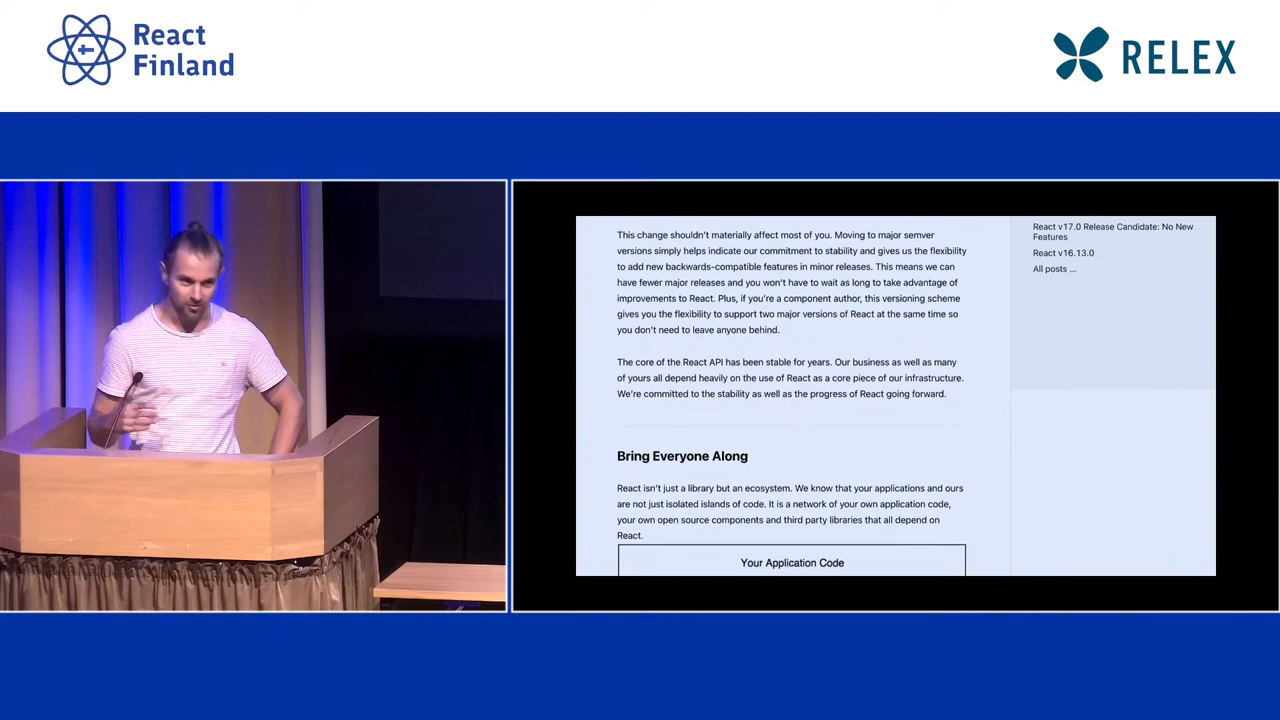 React
Finland
RELEX
This change shouldn't materially affect most of you. Moving to major semver
versions simply helps indicate our commitment to stability and gives us the flexibility
to add new backwards-compatible features in minor releases. This means we can
have fewer major releases and you won't have to wait as long to take advantage of
improvements to React. Plus, if you're a component author, this versioning scheme
gives you the flexibility to support two major versions of React at the same time so
you don't need to leave anyone behind.
The core of the React API has been stable for years. Our business as well as many
of yours all depend heavily on the use of React as a core piece of our infrastructure.
We're committed to the stability as well as the progress of React going forward.
Bring Everyone Along
React isn't just a library but an ecosystem. We know that your applications and ours
are not just isolated islands of code. It is a network of your own application code,
your own open source components and third party libraries that all depend on
React.
Your Application Code
React v17.0 Release Candidate: No New
Features
React v16.13.0
All posts ...